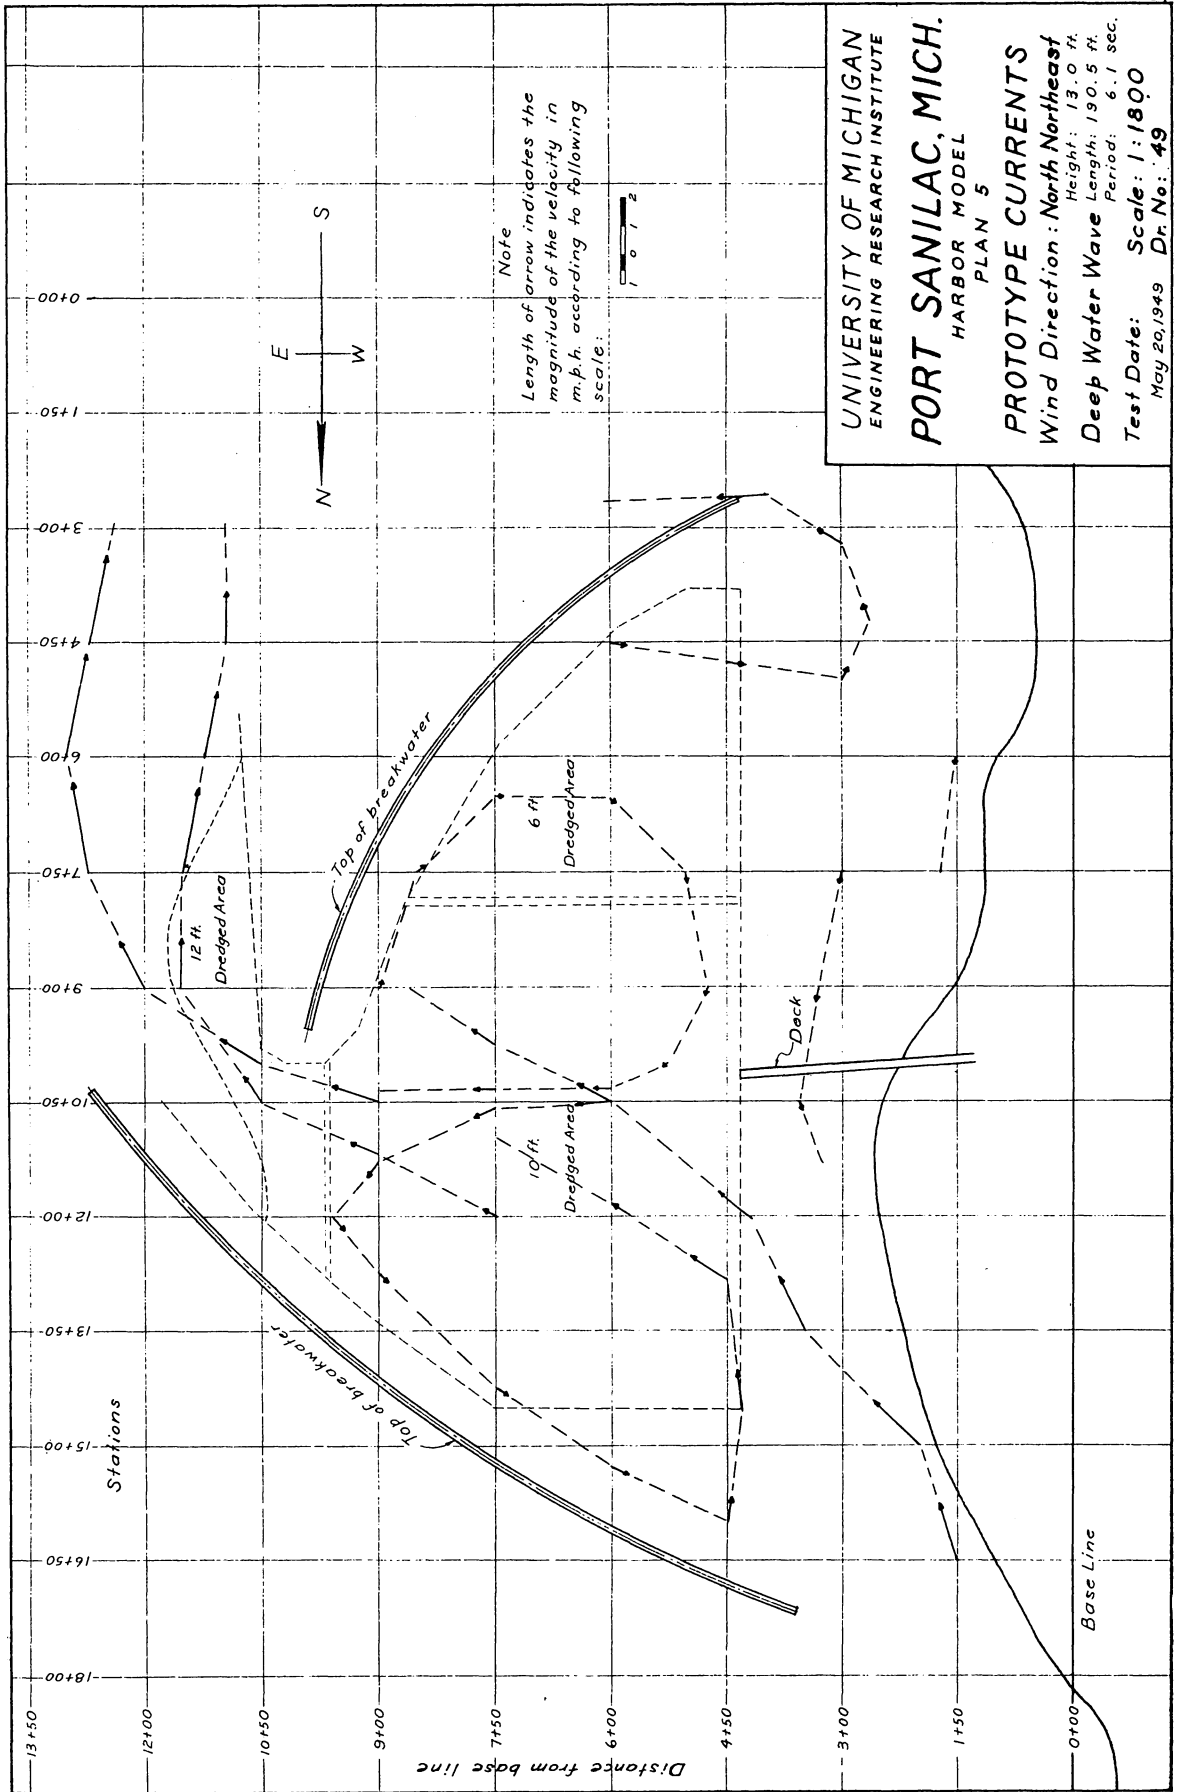 Stations
18+00
16+50
15+00
13+50
12+00
10+50
9+00
7+50
6+00
4+50
3+00
1+50
0+00
Distance from base line
13+50
12+00
10+50
9+00
7+50
6+00
4+50
3+00
1+50
0+00
Top of breakwater
Top of breakwater
12 ft.
Dredged Area
6 ft.
Dredged Area
10 ft.
Drepged Area
Dock
Base Line
E
N
S
W
Note
Length of arrow indicates the
magnitude of the velocity in
m.p.h. according to following
scale:
1 0 1 2
UNIVERSITY OF MICHIGAN
ENGINEERING RESEARCH INSTITUTE
PORT SANILAC, MICH.
HARBOR MODEL
PLAN 5
PROTOTYPE CURRENTS
Wind Direction: North Northeast
Height: 13.0 ft.
Deep Water Wave Length: 190.5 ft.
Period: 6.1 sec.
Test Date: Scale: 1:1800
May 20, 1949 Dr. No: 49